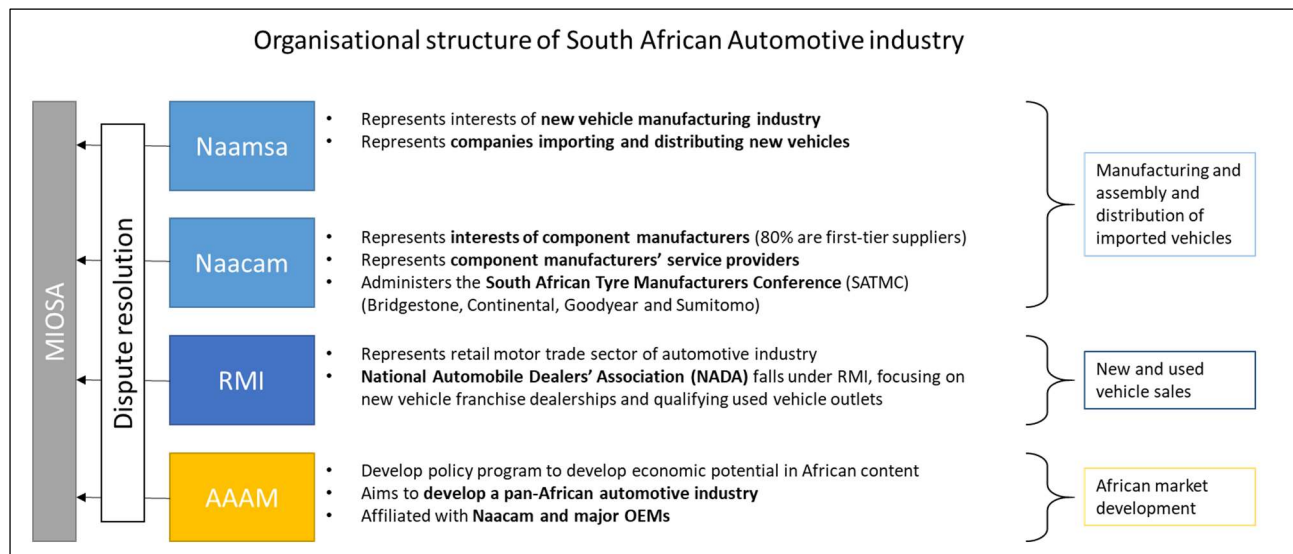 Organisational structure of South African Automotive industry
MIOSA
Dispute resolution
Naamsa
• Represents interests of new vehicle manufacturing industry
• Represents companies importing and distributing new vehicles
Naacam
• Represents interests of component manufacturers (80% are first-tier suppliers)
• Represents component manufacturers’ service providers
• Administers the South African Tyre Manufacturers Conference (SATMC)
(Bridgestone, Continental, Goodyear and Sumitomo)
Manufacturing and
assembly and
distribution of
imported vehicles
RMI
• Represents retail motor trade sector of automotive industry
• National Automobile Dealers’ Association (NADA) falls under RMI, focusing on
new vehicle franchise dealerships and qualifying used vehicle outlets
New and used
vehicle sales
AAAM
• Develop policy program to develop economic potential in African content
• Aims to develop a pan-African automotive industry
• Affiliated with Naacam and major OEMs
African market
development